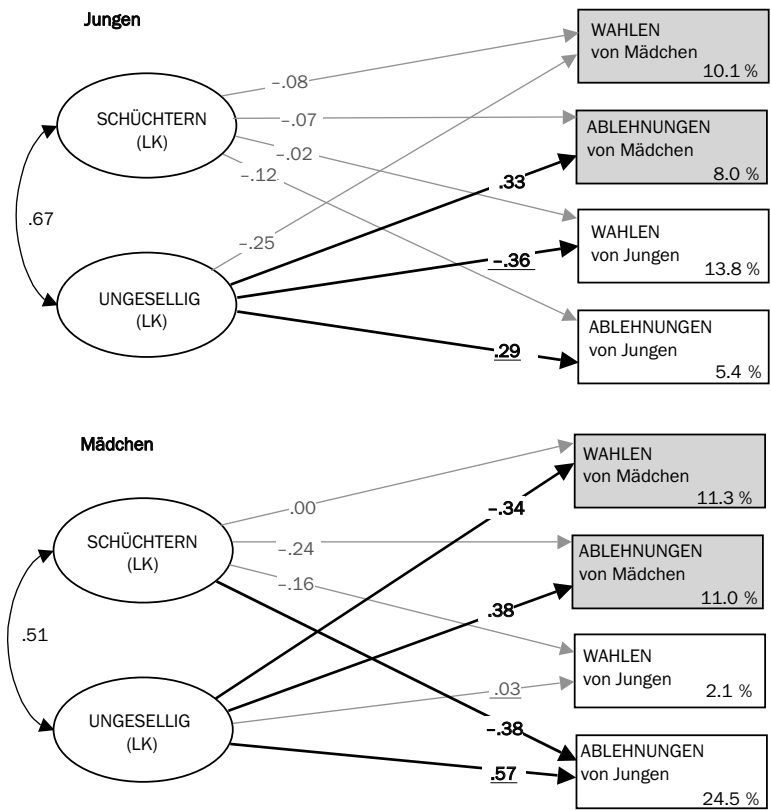 Jungen
WAHLEN
von Mädchen
10.1 %
–.08
SCHÜCHTERN
(LK)
–.07
ABLEHNUNGEN
von Mädchen
8.0 %
–.02
–.12
.33
.67
–.25
WAHLEN
von Jungen
13.8 %
–.36
UNGESELLIG
(LK)
ABLEHNUNGEN
von Jungen
5.4 %
.29
Mädchen
WAHLEN
von Mädchen
11.3 %
.00
–.34
SCHÜCHTERN
(LK)
–.24
ABLEHNUNGEN
von Mädchen
11.0 %
–.16
.38
.51
WAHLEN
von Jungen
2.1 %
.03
UNGESELLIG
(LK)
–.38
ABLEHNUNGEN
von Jungen
24.5 %
.57